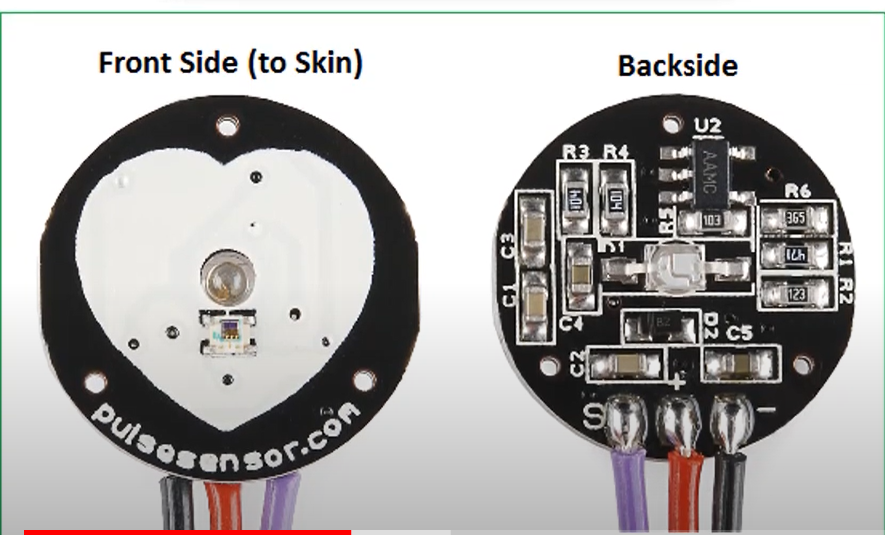 Front Side (to Skin)
Backside
pulsesensor.com
U2
AAMC
R3 R4
104
104
R5
103
R6
365
R1
471
R2
123
C3
C1
C4
D2
C2
C5
S + -